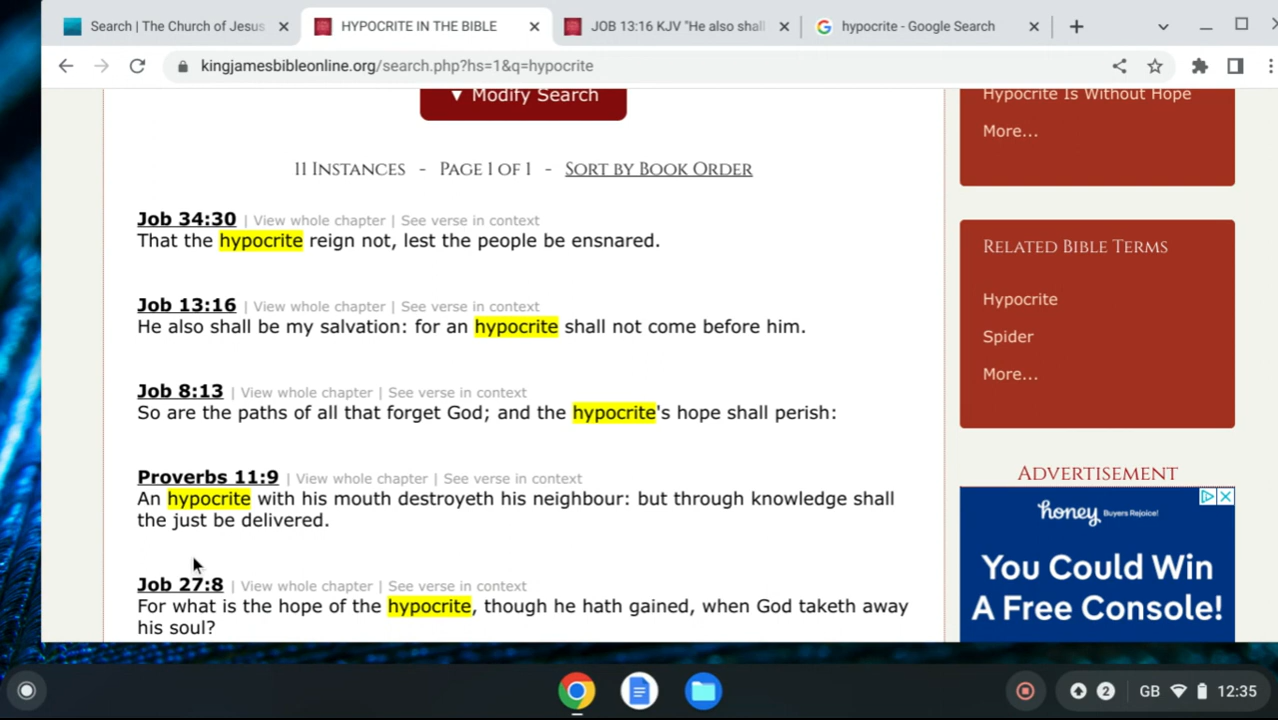 Search | The Church of Jesus
HYPOCRITE IN THE BIBLE
JOB 13:16 KJV "He also shal
hypocrite - Google Search
kingjamesbibleonline.org/search.php?hs=1&q=hypocrite
▼ Modify Search
11 Instances - Page 1 of 1 - Sort by Book Order
Job 34:30 | View whole chapter | See verse in context
That the hypocrite reign not, lest the people be ensnared.
Job 13:16 | View whole chapter | See verse in context
He also shall be my salvation: for an hypocrite shall not come before him.
Job 8:13 | View whole chapter | See verse in context
So are the paths of all that forget God; and the hypocrite's hope shall perish:
Proverbs 11:9 | View whole chapter | See verse in context
An hypocrite with his mouth destroyeth his neighbour: but through knowledge shall
the just be delivered.
Job 27:8 | View whole chapter | See verse in context
For what is the hope of the hypocrite, though he hath gained, when God taketh away
his soul?
Hypocrite Is Without Hope
More...
Related Bible Terms
Hypocrite
Spider
More...
Advertisement
honey Buyers Rejoice!
You Could Win
A Free Console!
2 GB 12:35